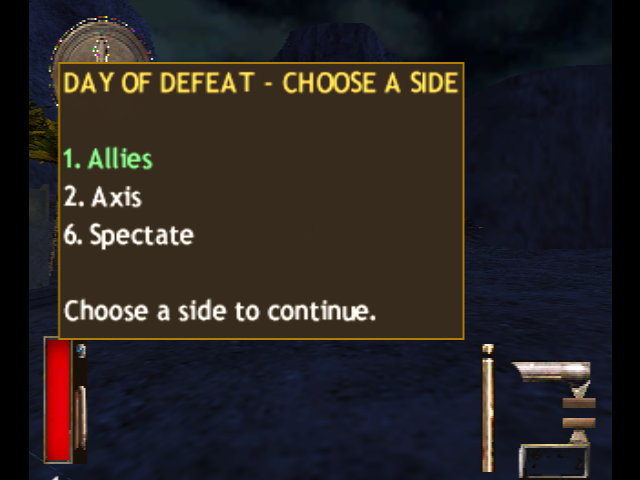 DAY OF DEFEAT - CHOOSE A SIDE
1. Allies
2. Axis
6. Spectate
Choose a side to continue.